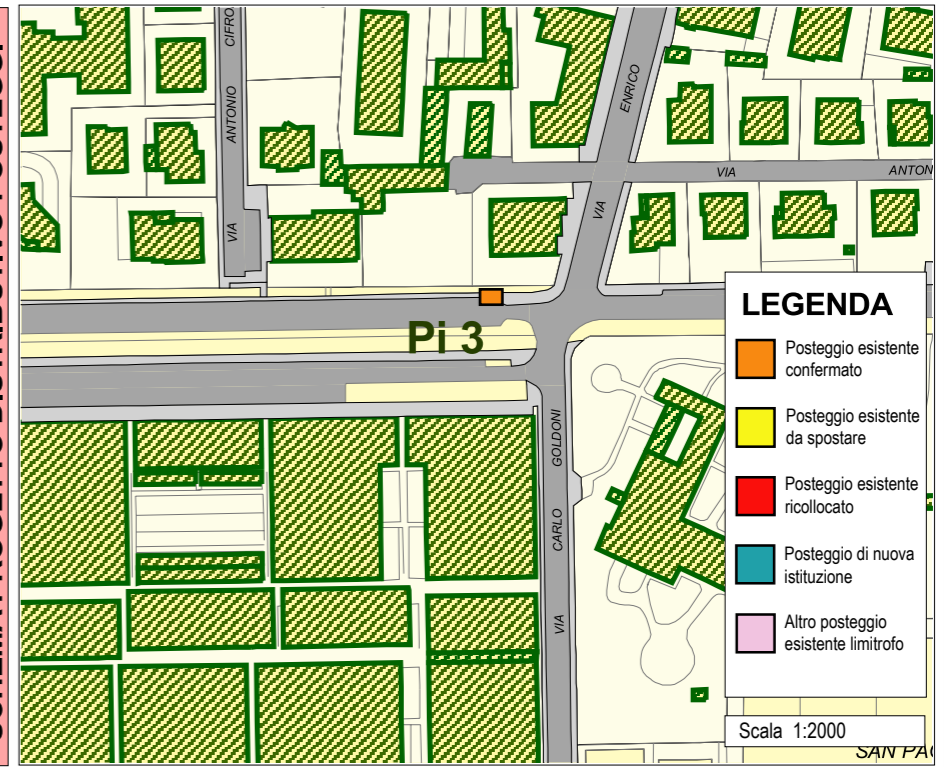 CIFRO
ANTONIO
VIA
ENRICO
VIA
VIA
ANTON
Pi 3
GOLDONI
CARLO
VIA
LEGENDA
Posteggio esistente
confermato
Posteggio esistente
da spostare
Posteggio esistente
ricollocato
Posteggio di nuova
istituzione
Altro posteggio
esistente limitrofo
Scala 1:2000
SAN PA